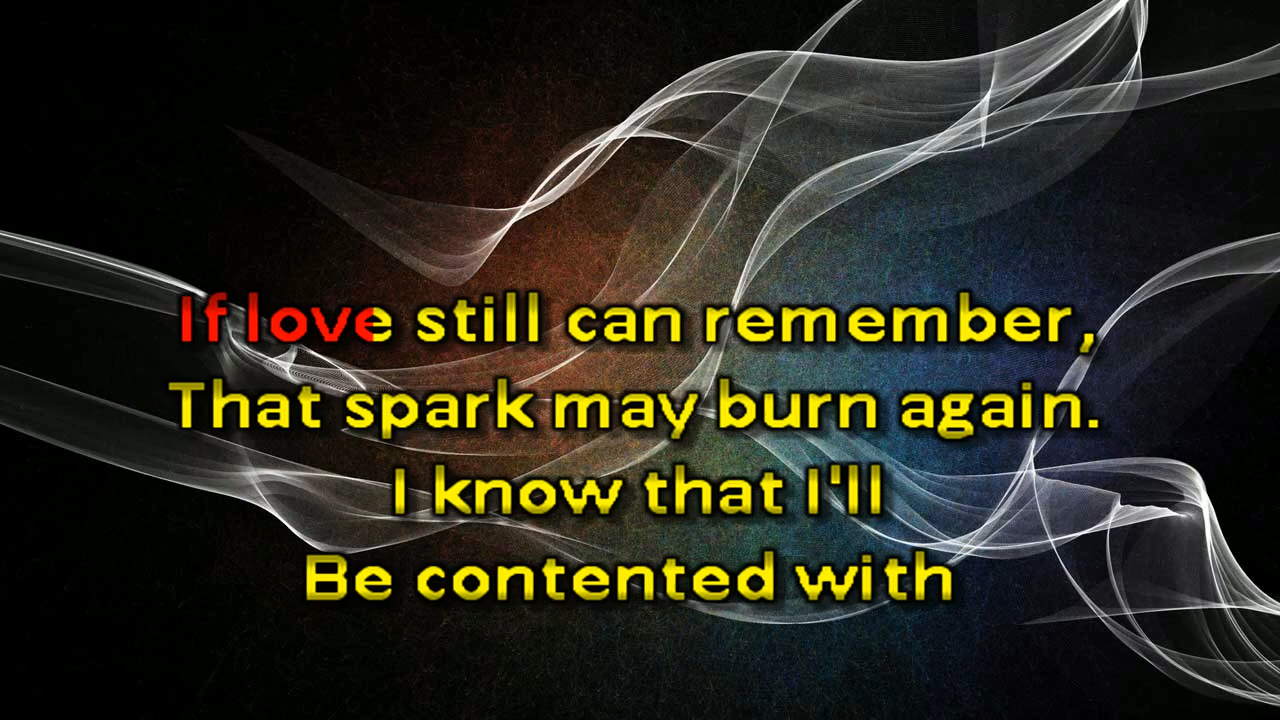 If love still can remember,
That spark may burn again.
I know that I'll
Be contented with